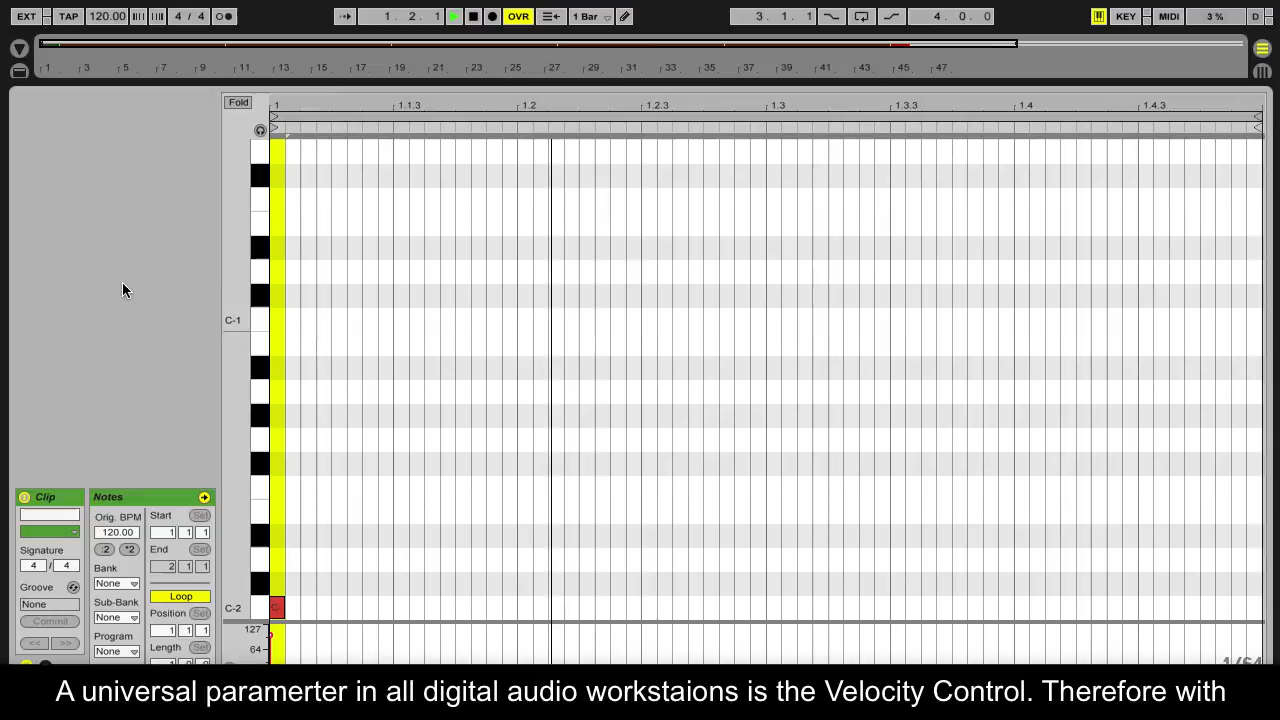 EXT TAP 120.00 4 / 4 1. 2. 1 OVR 1 Bar 3. 1. 1 4. 0. 0 KEY MIDI 3 % D
1 3 5 7 9 11 13 15 17 19 21 23 25 27 29 31 33 35 37 39 41 43 45 47
Fold 1 1.1.3 1.2 1.2.3 1.3 1.3.3 1.4 1.4.3
C-1
Clip Notes
Orig. BPM Start Set
120.00 1 1 1
Signature :2 *2 End Set
4 / 4 Bank 2 1 1
Groove None
None Sub-Bank Loop
Commit None Position Set
<< >> Program 1 1 1
None Length Set
C-2 C-
127
64
1/64
A universal paramerter in all digital audio workstaions is the Velocity Control. Therefore with